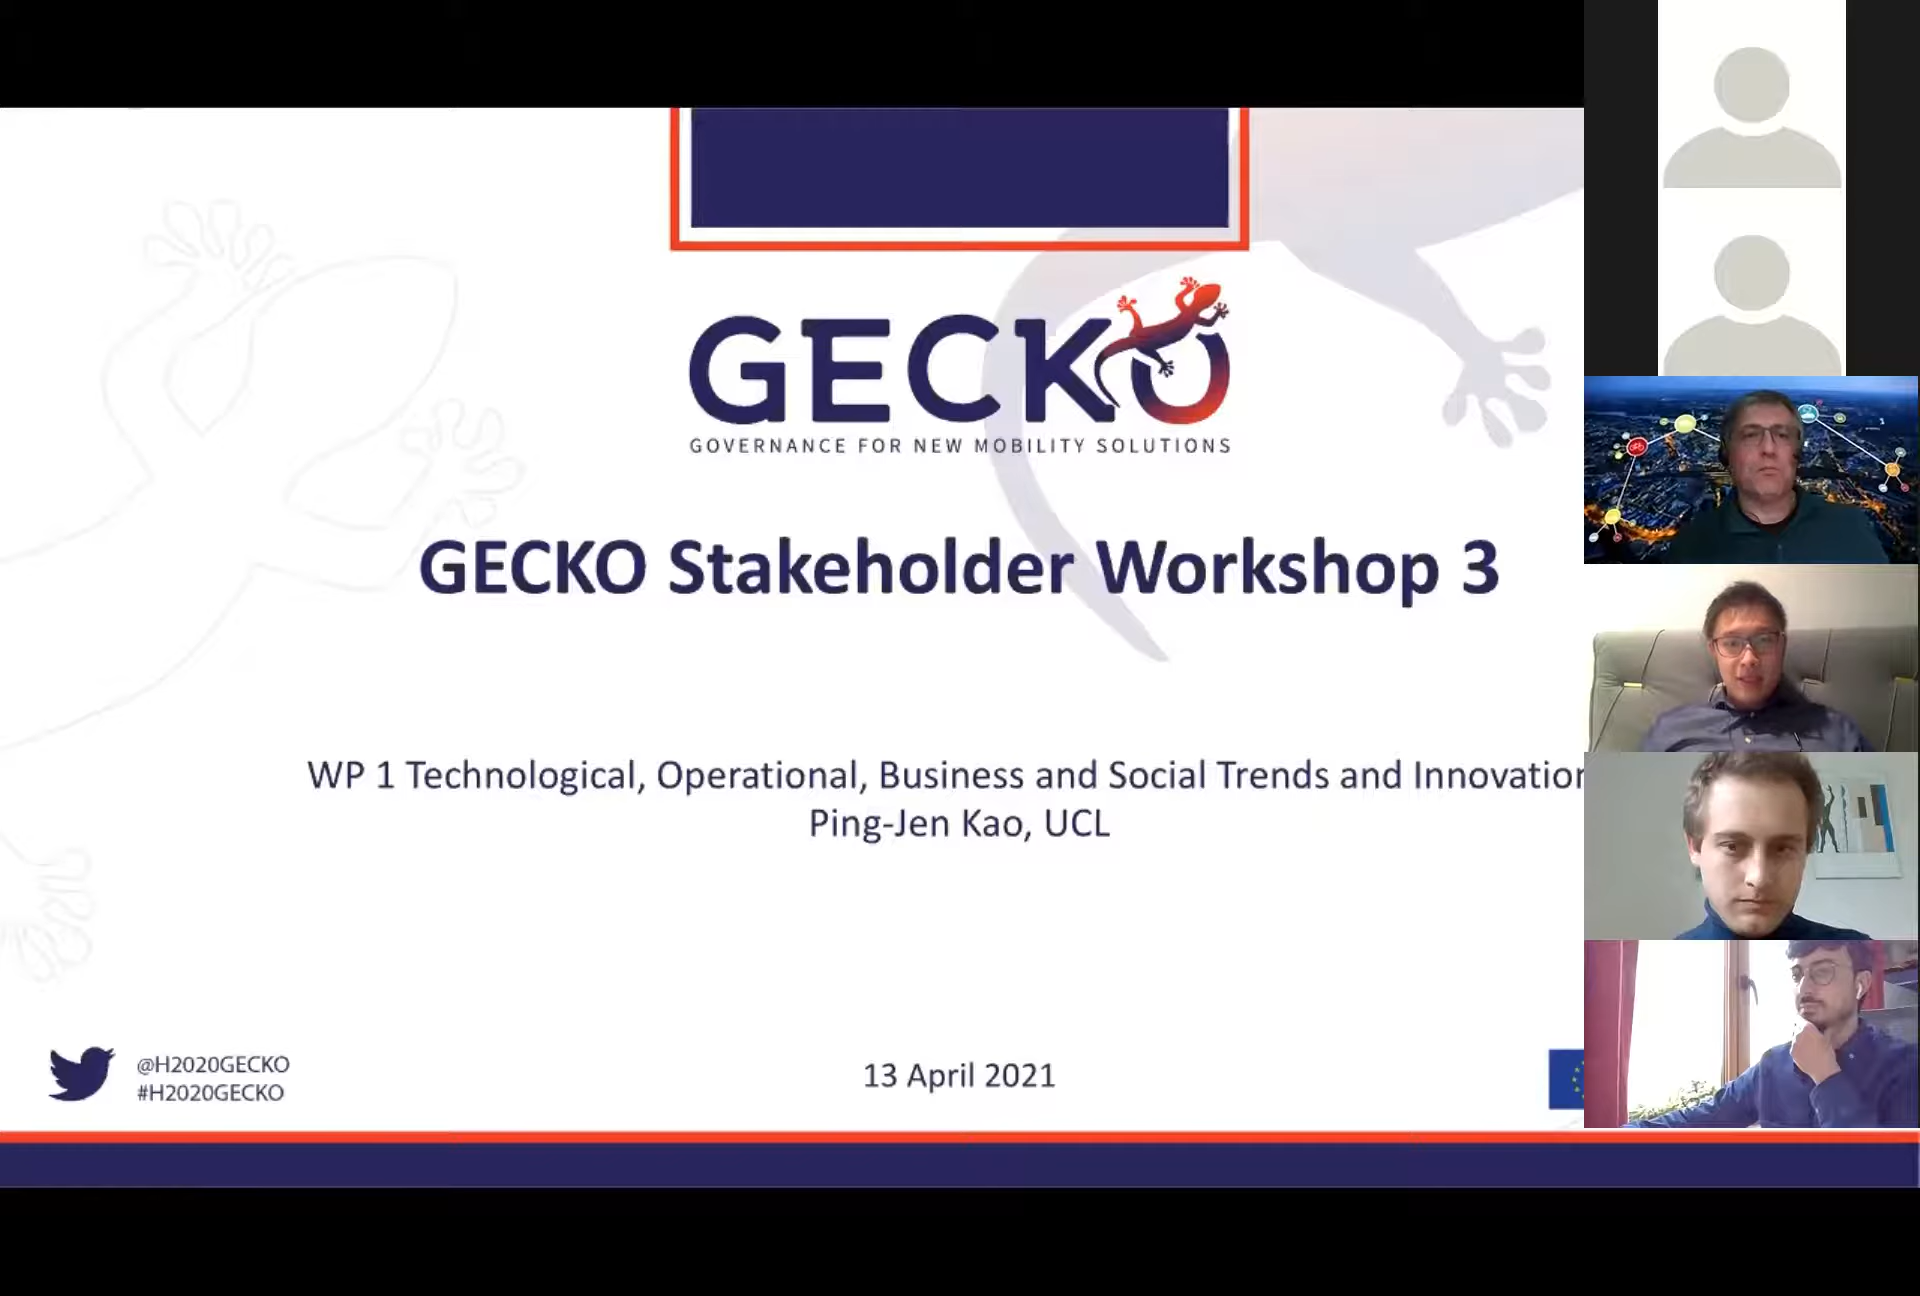 GECKO
GOVERNANCE FOR NEW MOBILITY SOLUTIONS
GECKO Stakeholder Workshop 3
WP 1 Technological, Operational, Business and Social Trends and Innovation
Ping-Jen Kao, UCL
@H2020GECKO
#H2020GECKO
13 April 2021